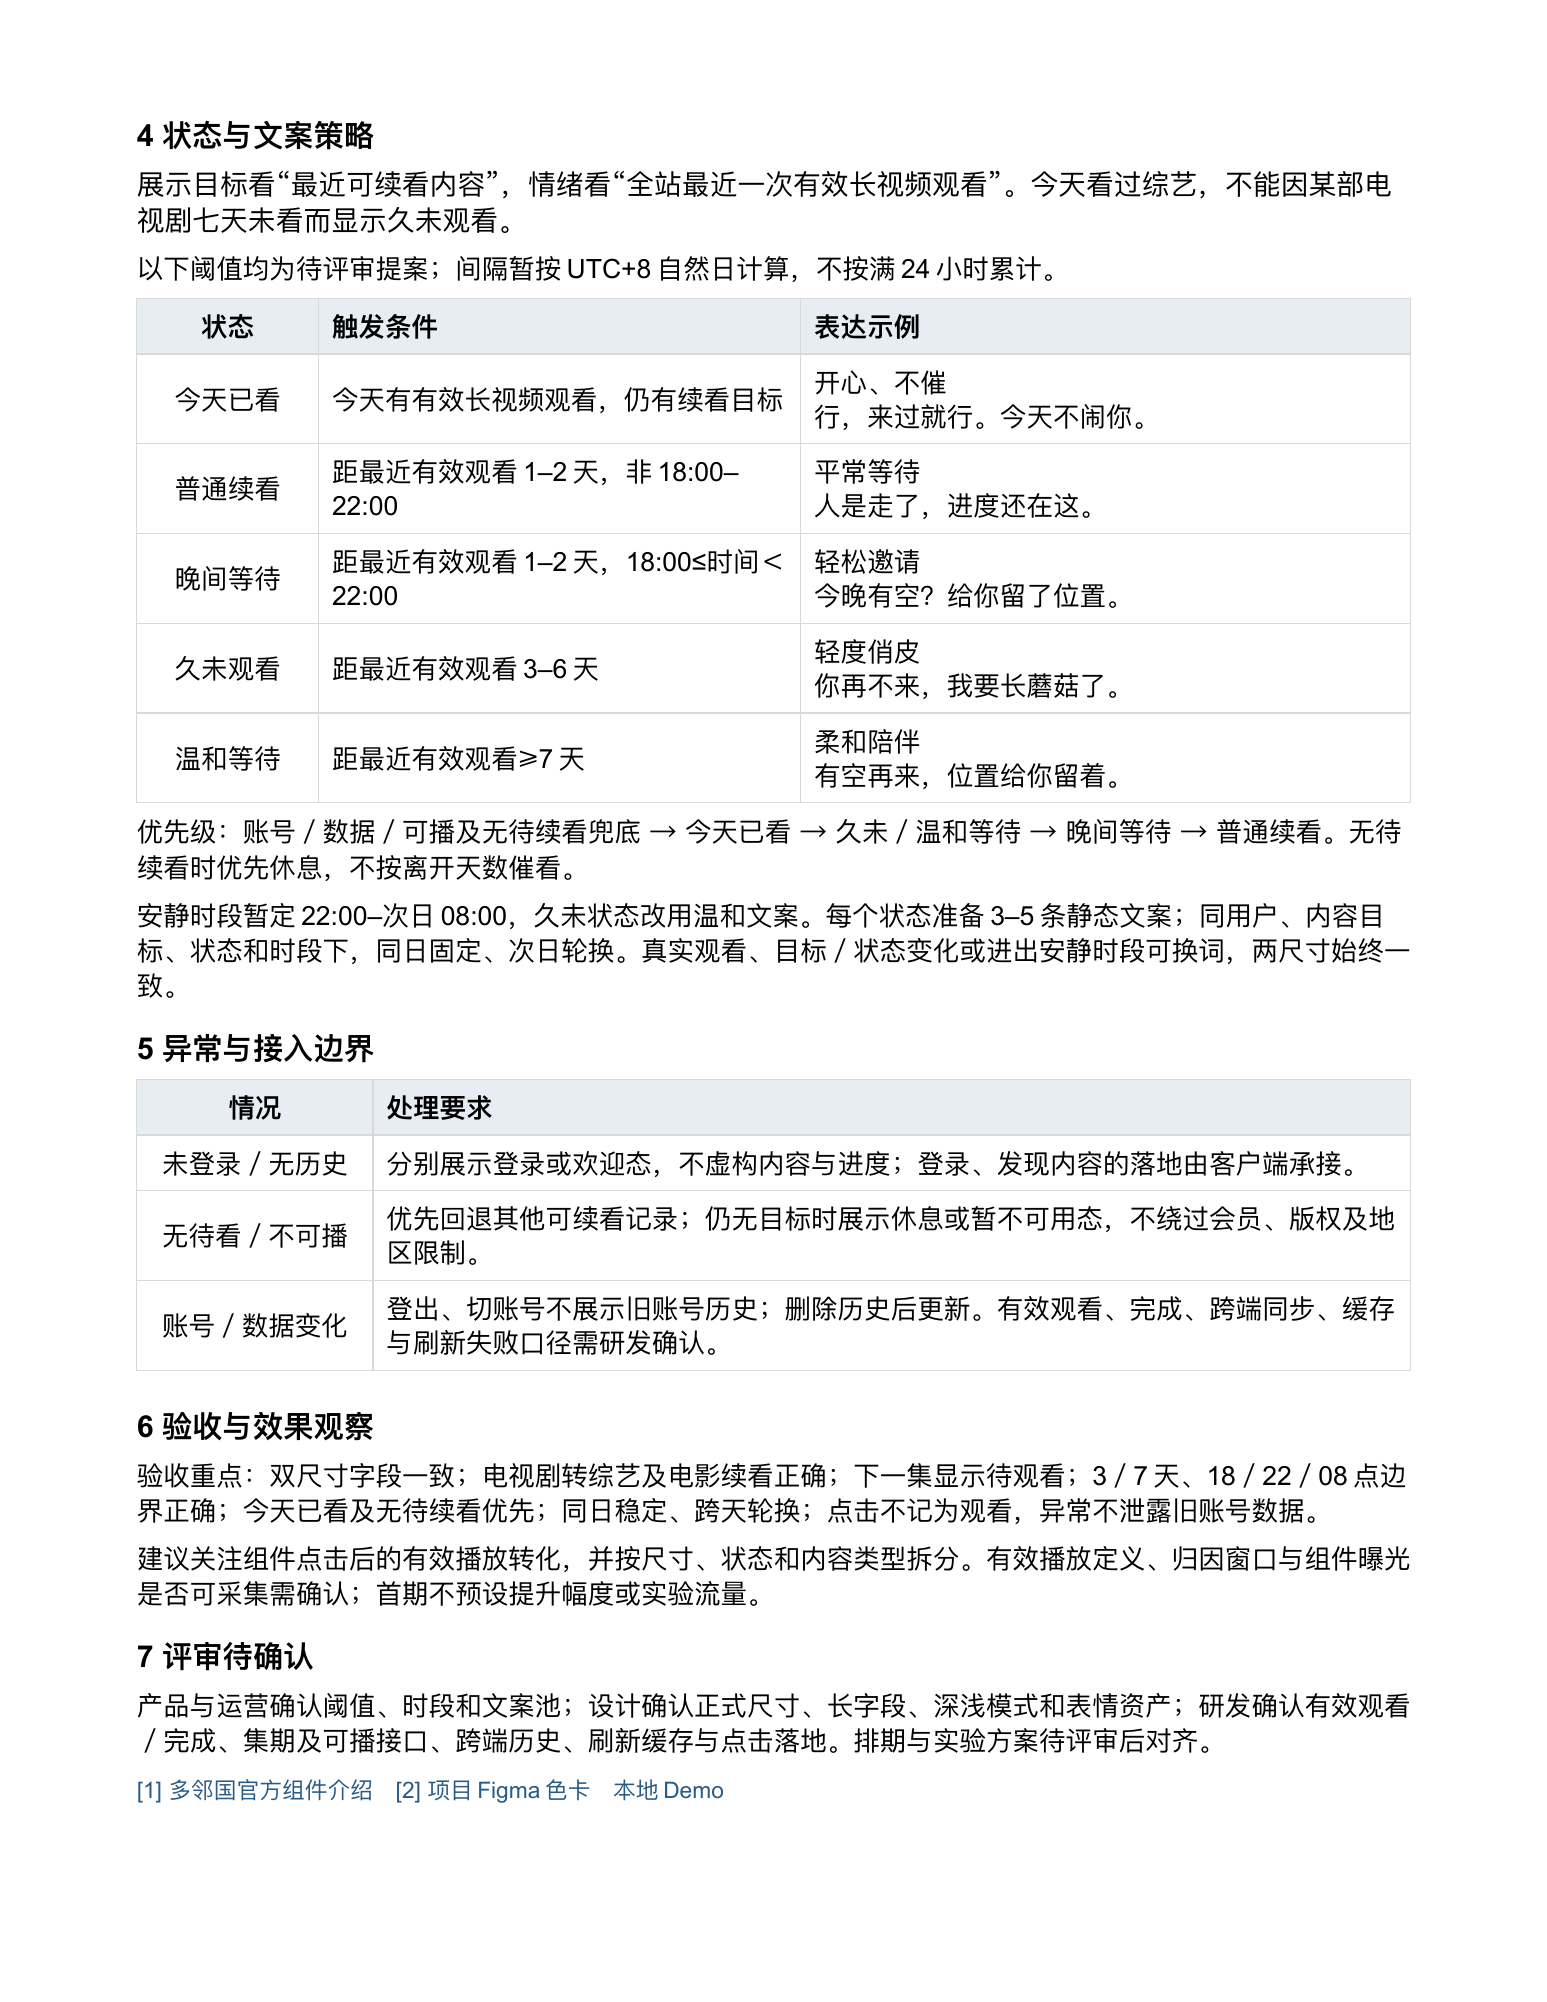 4 状态与文案策略
展示目标看“最近可续看内容”，情绪看“全站最近一次有效长视频观看”。今天看过综艺，不能因某部电
视剧七天未看而显示久未观看。
以下阈值均为待评审提案；间隔暂按 UTC+8 自然日计算，不按满 24 小时累计。
状态 触发条件 表达示例
今天已看 今天有有效长视频观看，仍有续看目标 开心、不催
行，来过就行。今天不闹你。
普通续看 距最近有效观看 1–2 天，非 18:00–
22:00 平常等待
人是走了，进度还在这。
晚间等待 距最近有效观看 1–2 天，18:00≤时间＜
22:00 轻松邀请
今晚有空？给你留了位置。
久未观看 距最近有效观看 3–6 天 轻度俏皮
你再不来，我要长蘑菇了。
温和等待 距最近有效观看⩾7 天 柔和陪伴
有空再来，位置给你留着。
优先级：账号 / 数据 / 可播及无待续看兜底 → 今天已看 → 久未 / 温和等待 → 晚间等待 → 普通续看。无待
续看时优先休息，不按离开天数催看。
安静时段暂定 22:00–次日 08:00，久未状态改用温和文案。每个状态准备 3–5 条静态文案；同用户、内容目
标、状态和时段下，同日固定、次日轮换。真实观看、目标 / 状态变化或进出安静时段可换词，两尺寸始终一
致。
5 异常与接入边界
情况 处理要求
未登录 / 无历史 分别展示登录或欢迎态，不虚构内容与进度；登录、发现内容的落地由客户端承接。
无待看 / 不可播 优先回退其他可续看记录；仍无目标时展示休息或暂不可用态，不绕过会员、版权及地
区限制。
账号 / 数据变化 登出、切账号不展示旧账号历史；删除历史后更新。有效观看、完成、跨端同步、缓存
与刷新失败口径需研发确认。
6 验收与效果观察
验收重点：双尺寸字段一致；电视剧转综艺及电影续看正确；下一集显示待观看；3 / 7 天、18 / 22 / 08 点边
界正确；今天已看及无待续看优先；同日稳定、跨天轮换；点击不记为观看，异常不泄露旧账号数据。
建议关注组件点击后的有效播放转化，并按尺寸、状态和内容类型拆分。有效播放定义、归因窗口与组件曝光
是否可采集需确认；首期不预设提升幅度或实验流量。
7 评审待确认
产品与运营确认阈值、时段和文案池；设计确认正式尺寸、长字段、深浅模式和表情资产；研发确认有效观看
/ 完成、集期及可播接口、跨端历史、刷新缓存与点击落地。排期与实验方案待评审后对齐。
[1] 多邻国官方组件介绍 [2] 项目 Figma 色卡 本地 Demo